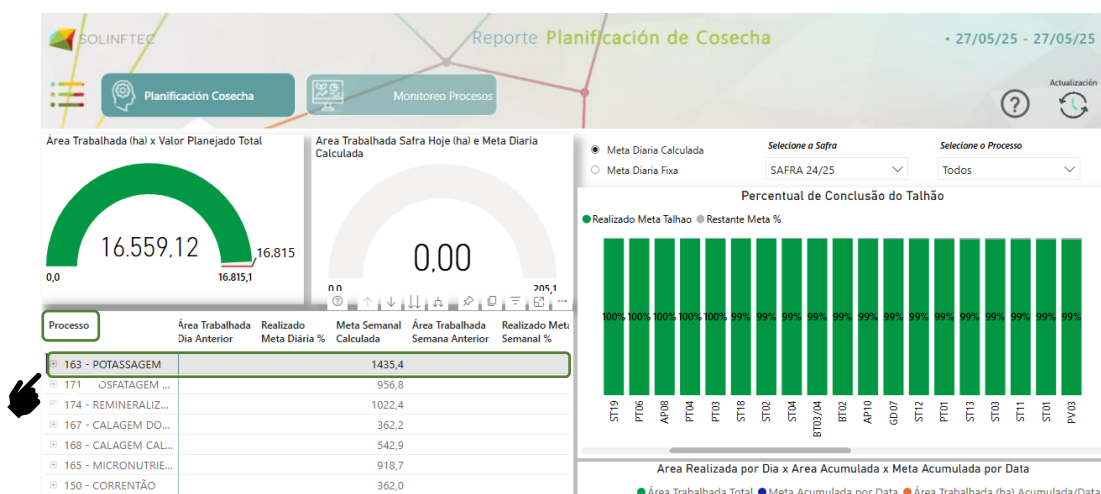 SOLINFTEC
Reporte Planificación de Cosecha
• 27/05/25 - 27/05/25
Planificación Cosecha
Monitoreo Procesos
Actualización
?
Área Trabalhada (ha) x Valor Planejado Total
16.559,12
16.815
0,0
16.815,1
Area Trabalhada Safra Hoje (ha) e Meta Diaria
Calculada
0,00
0,0
205,1
Meta Diaria Calculada
Meta Diaria Fixa
Selecione a Safra
SAFRA 24/25
Selecione o Processo
Todos
Percentual de Conclusão do Talhão
Realizado Meta Talhao Restante Meta %
100% 100% 100% 100% 100% 99% 99% 99% 99% 99% 99% 99% 99% 99% 99% 99% 99% 99% 99%
ST19 PT06 AP08 PT04 PT03 ST18 ST02 ST04 BT03/04 BT02 AP10 GD07 ST12 PT01 ST13 ST03 ST11 ST01 PV03
Processo
Área Trabalhada
Dia Anterior
Realizado
Meta Diária %
Meta Semanal
Calculada
Área Trabalhada
Semana Anterior
Realizado Meta
Semanal %
163 - POTASSAGEM 1435,4
171 OSFATAGEM ... 956,8
174 - REMINERALIZ... 1022,4
167 - CALAGEM DO... 362,2
168 - CALAGEM CAL... 542,9
165 - MICRONUTRIE... 918,7
150 - CORRENTÃO 362,0
Area Realizada por Dia x Area Acumulada x Meta Acumulada por Data
Área Trabalhada Total Meta Acumulada por Data Área Trabalhada (ha) Acumulada/Data